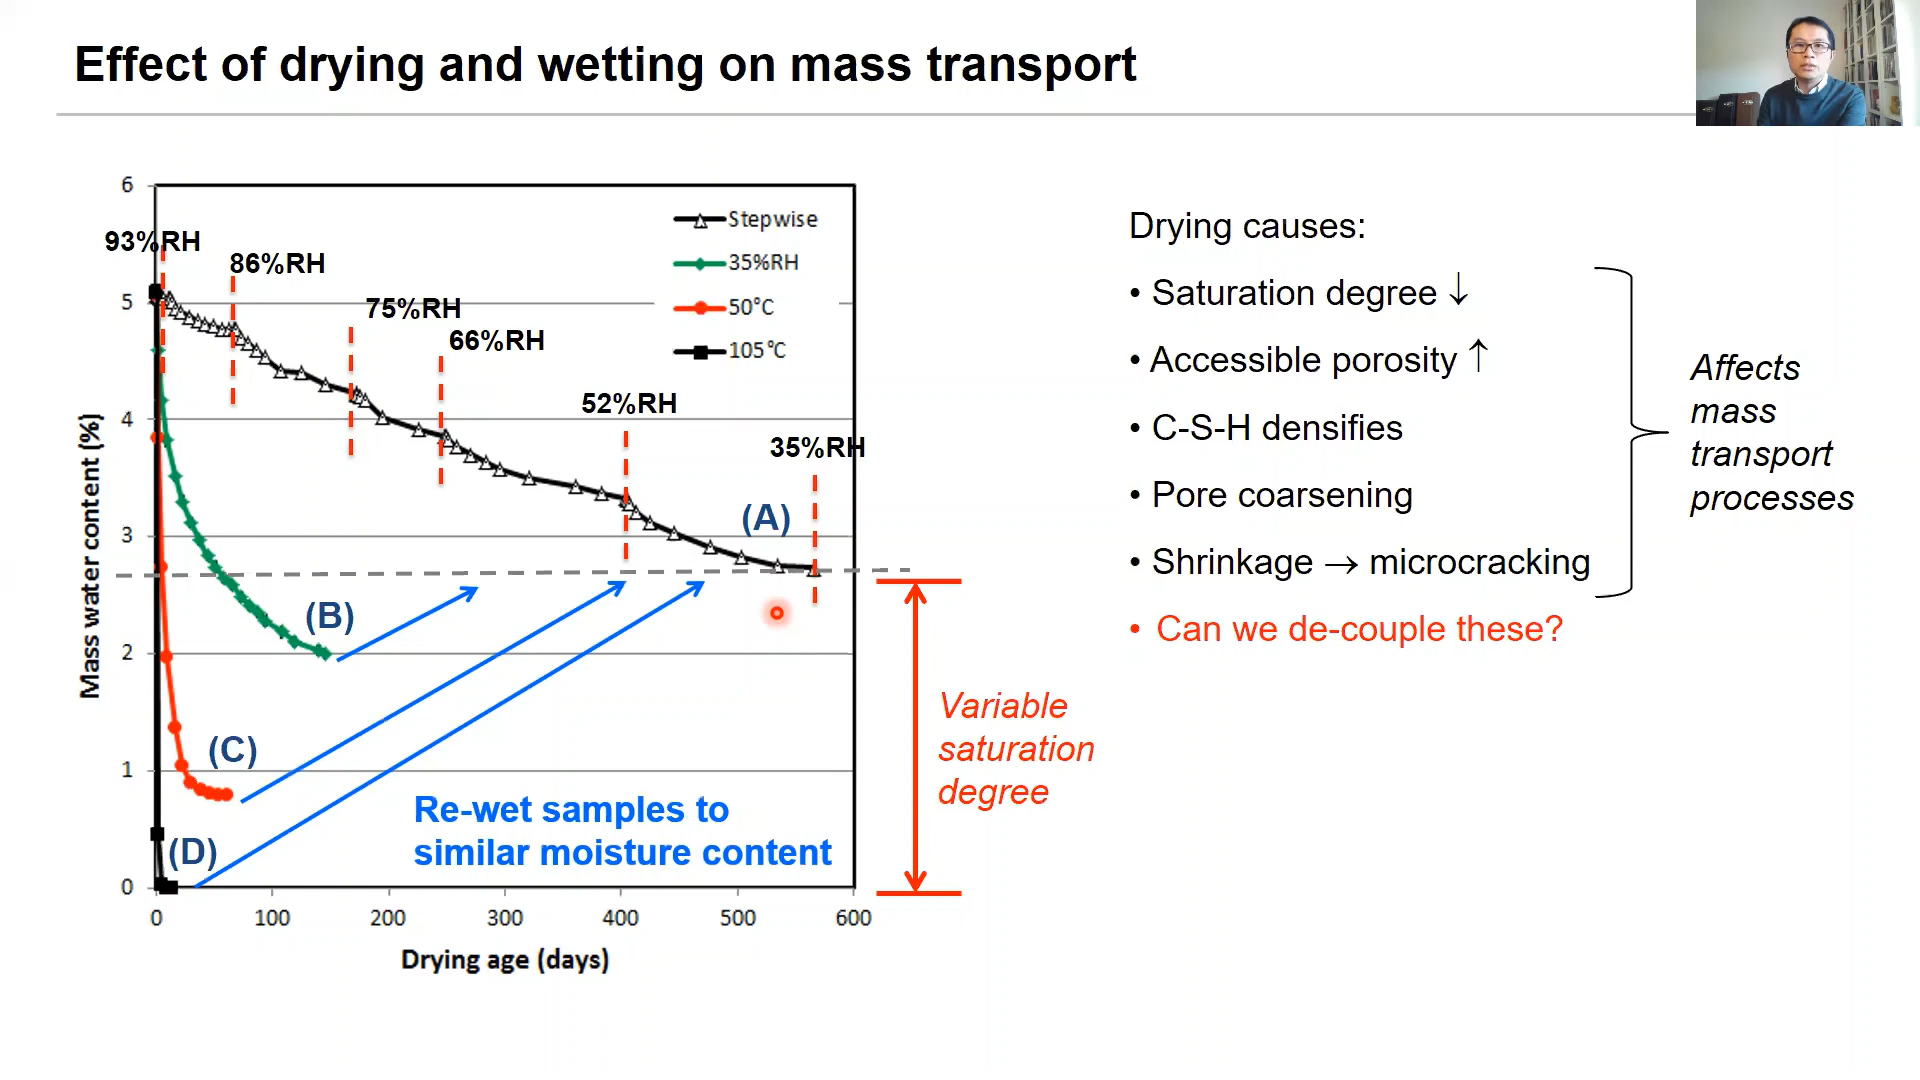 Effect of drying and wetting on mass transport
6
5
4
3
2
1
0
Mass water content (%)
0 100 200 300 400 500 600
Drying age (days)
93%RH
86%RH
75%RH
66%RH
52%RH
35%RH
Stepwise
35%RH
50°C
105°C
(A)
(B)
(C)
(D)
Re-wet samples to
similar moisture content
Variable
saturation
degree
Drying causes:
• Saturation degree ↓
• Accessible porosity ↑
• C-S-H densifies
• Pore coarsening
• Shrinkage → microcracking
• Can we de-couple these?
Affects
mass
transport
processes